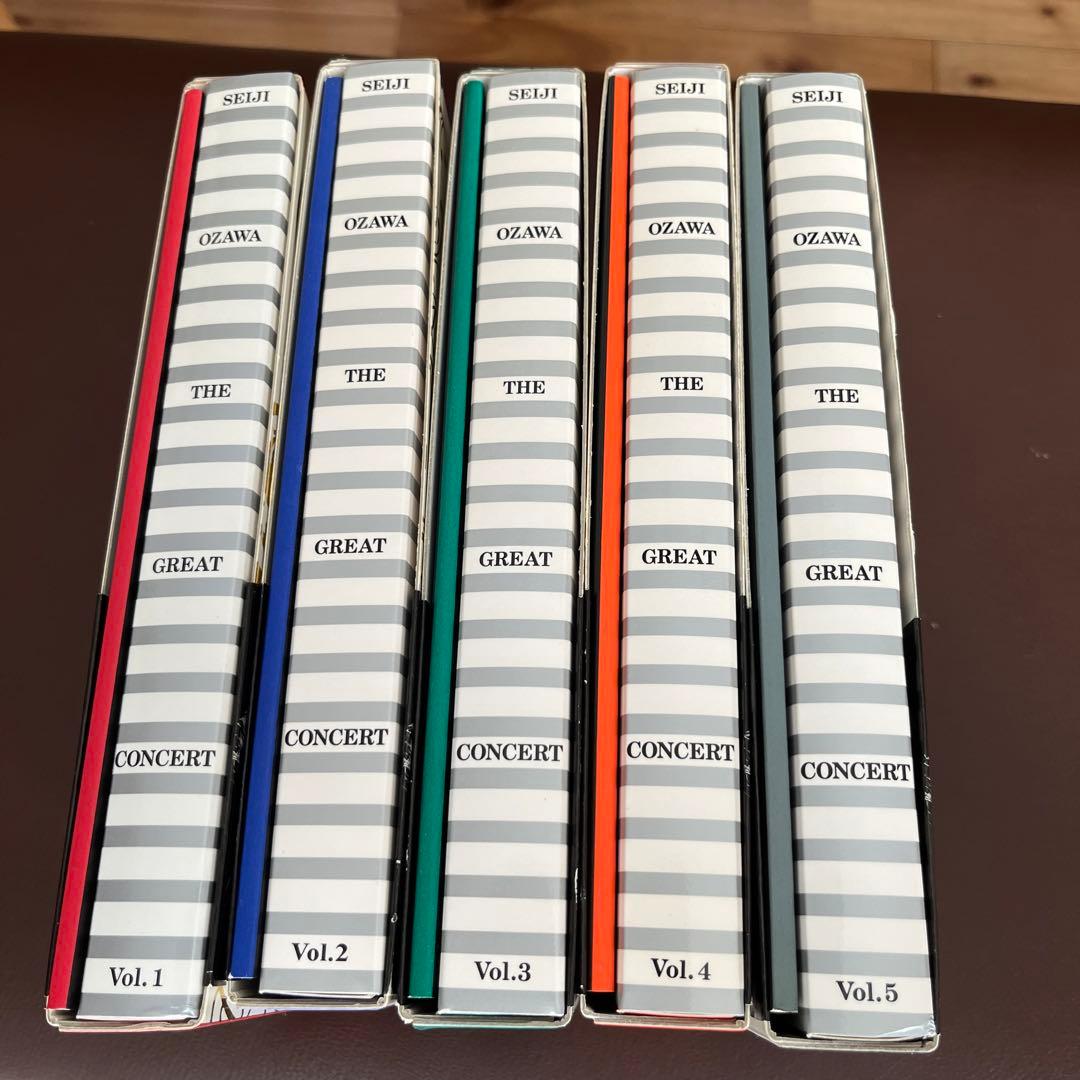 SEIJI
OZAWA
THE
GREAT
CONCERT
Vol.1
SEIJI
OZAWA
THE
GREAT
CONCERT
Vol.2
SEIJI
OZAWA
THE
GREAT
CONCERT
Vol.3
SEIJI
OZAWA
THE
GREAT
CONCERT
Vol.4
SEIJI
OZAWA
THE
GREAT
CONCERT
Vol.5